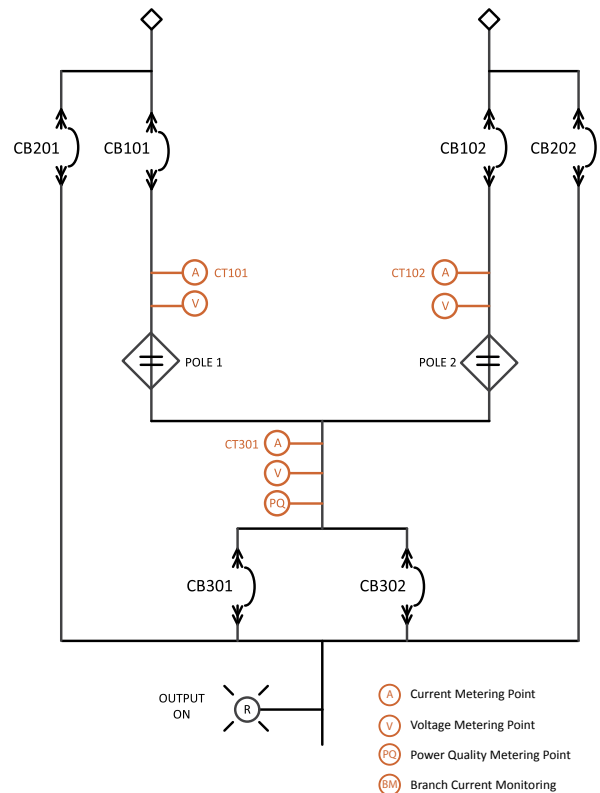 CB201
CB101
CB102
CB202
A
CT101
CT102
A
V
V
POLE 1
POLE 2
CT301
A
V
PQ
CB301
CB302
OUTPUT
ON
R
A Current Metering Point
V Voltage Metering Point
PQ Power Quality Metering Point
BM Branch Current Monitoring